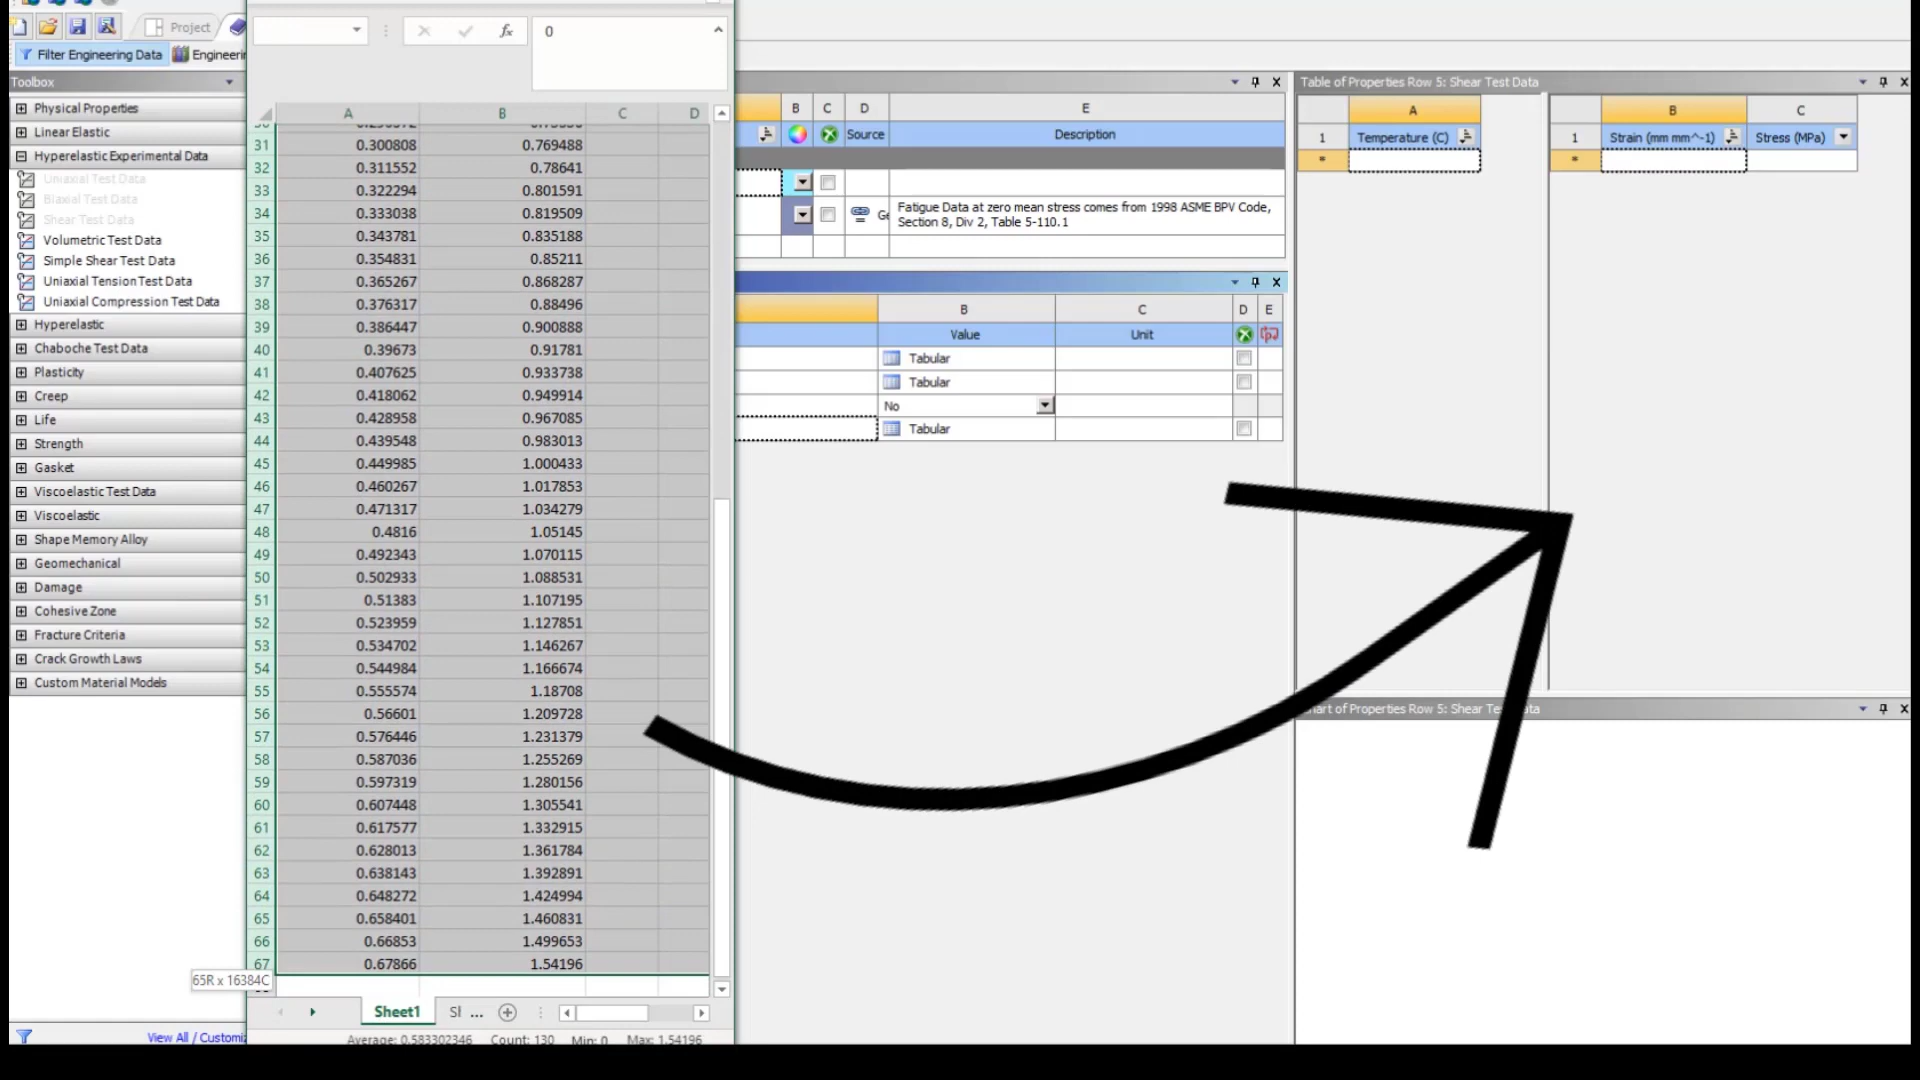 Project
Filter Engineering Data
Toolbox
Physical Properties
Linear Elastic
Hyperelastic Experimental Data
Uniaxial Test Data
Biaxial Test Data
Shear Test Data
Volumetric Test Data
Simple Shear Test Data
Uniaxial Tension Test Data
Uniaxial Compression Test Data
Hyperelastic
Chaboche Test Data
Plasticity
Creep
Life
Strength
Gasket
Viscoelastic Test Data
Viscoelastic
Shape Memory Alloy
Geomechanical
Damage
Cohesive Zone
Fracture Criteria
Crack Growth Laws
Custom Material Models
View All / Customiz
fx 0
A B C D
31 0.300808 0.769488
32 0.311552 0.78641
33 0.322294 0.801591
34 0.333038 0.819509
35 0.343781 0.835188
36 0.354831 0.85211
37 0.365267 0.868287
38 0.376317 0.88496
39 0.386447 0.900888
40 0.39673 0.91781
41 0.407625 0.933738
42 0.418062 0.949914
43 0.428958 0.967085
44 0.439548 0.983013
45 0.449985 1.000433
46 0.460267 1.017853
47 0.471317 1.034279
48 0.4816 1.05145
49 0.492343 1.070115
50 0.502933 1.088531
51 0.51383 1.107195
52 0.523959 1.127851
53 0.534702 1.146267
54 0.544984 1.166674
55 0.555574 1.18708
56 0.56601 1.209728
57 0.576446 1.231379
58 0.587036 1.255269
59 0.597319 1.280156
60 0.607448 1.305541
61 0.617577 1.332915
62 0.628013 1.361784
63 0.638143 1.392891
64 0.648272 1.424994
65 0.658401 1.460831
66 0.66853 1.499653
67 0.67866 1.54196
65R x 16384C
Sheet1 SI ...
Average: 0.583302346 Count: 130 Min: 0 Max: 1.54196
B C D E
Source Description
Fatigue Data at zero mean stress comes from 1998 ASME BPV Code,
Section 8, Div 2, Table 5-110.1
B C D E
Value Unit
Tabular
Tabular
No
Tabular
Table of Properties Row 5: Shear Test Data
A B C
1 Temperature (C) 1 Strain (mm mm^-1) Stress (MPa)
* *
hart of Properties Row 5: Shear Te ata